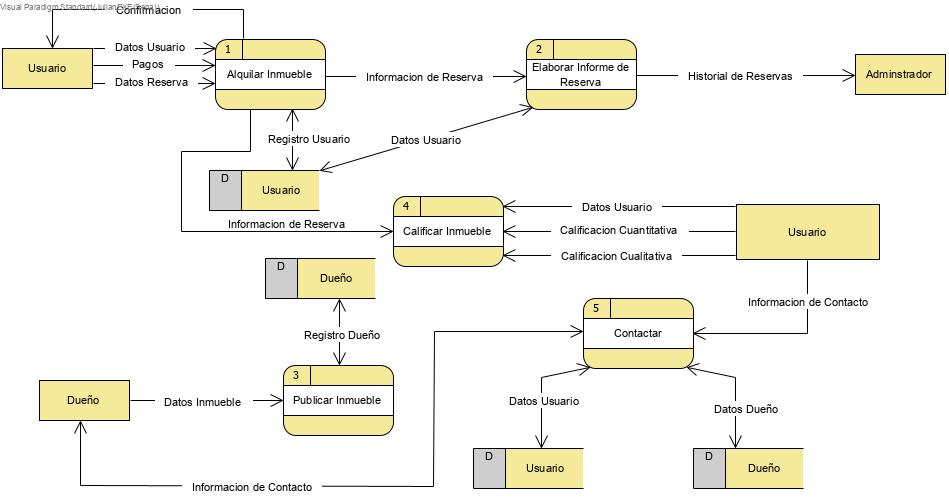 Visual Paradigm Standard(Julian(EXE/Sena))
Confirmacion
Usuario
Datos Usuario
Pagos
Datos Reserva
1
Alquilar Inmueble
Informacion de Reserva
2
Elaborar Informe de
Reserva
Historial de Reservas
Adminstrador
Registro Usuario
Datos Usuario
D
Usuario
Informacion de Reserva
4
Calificar Inmueble
Datos Usuario
Calificacion Cuantitativa
Calificacion Cualitativa
Usuario
D
Dueño
Informacion de Contacto
5
Contactar
Registro Dueño
3
Publicar Inmueble
Dueño
Datos Inmueble
Datos Usuario
Datos Dueño
D
Usuario
D
Dueño
Informacion de Contacto